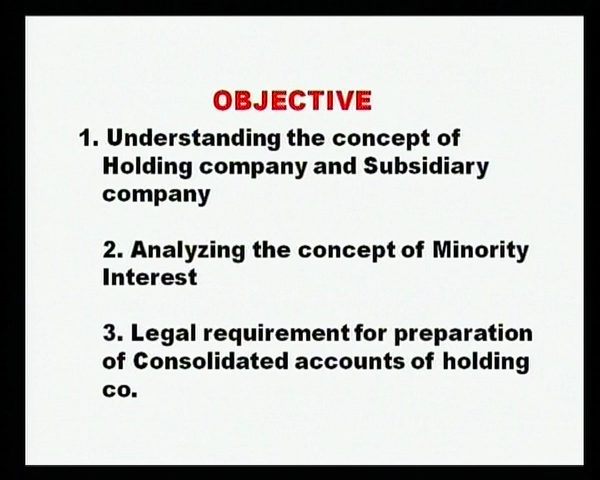 OBJECTIVE
1. Understanding the concept of
Holding company and Subsidiary
company
2. Analyzing the concept of Minority
Interest
3. Legal requirement for preparation
of Consolidated accounts of holding
co.